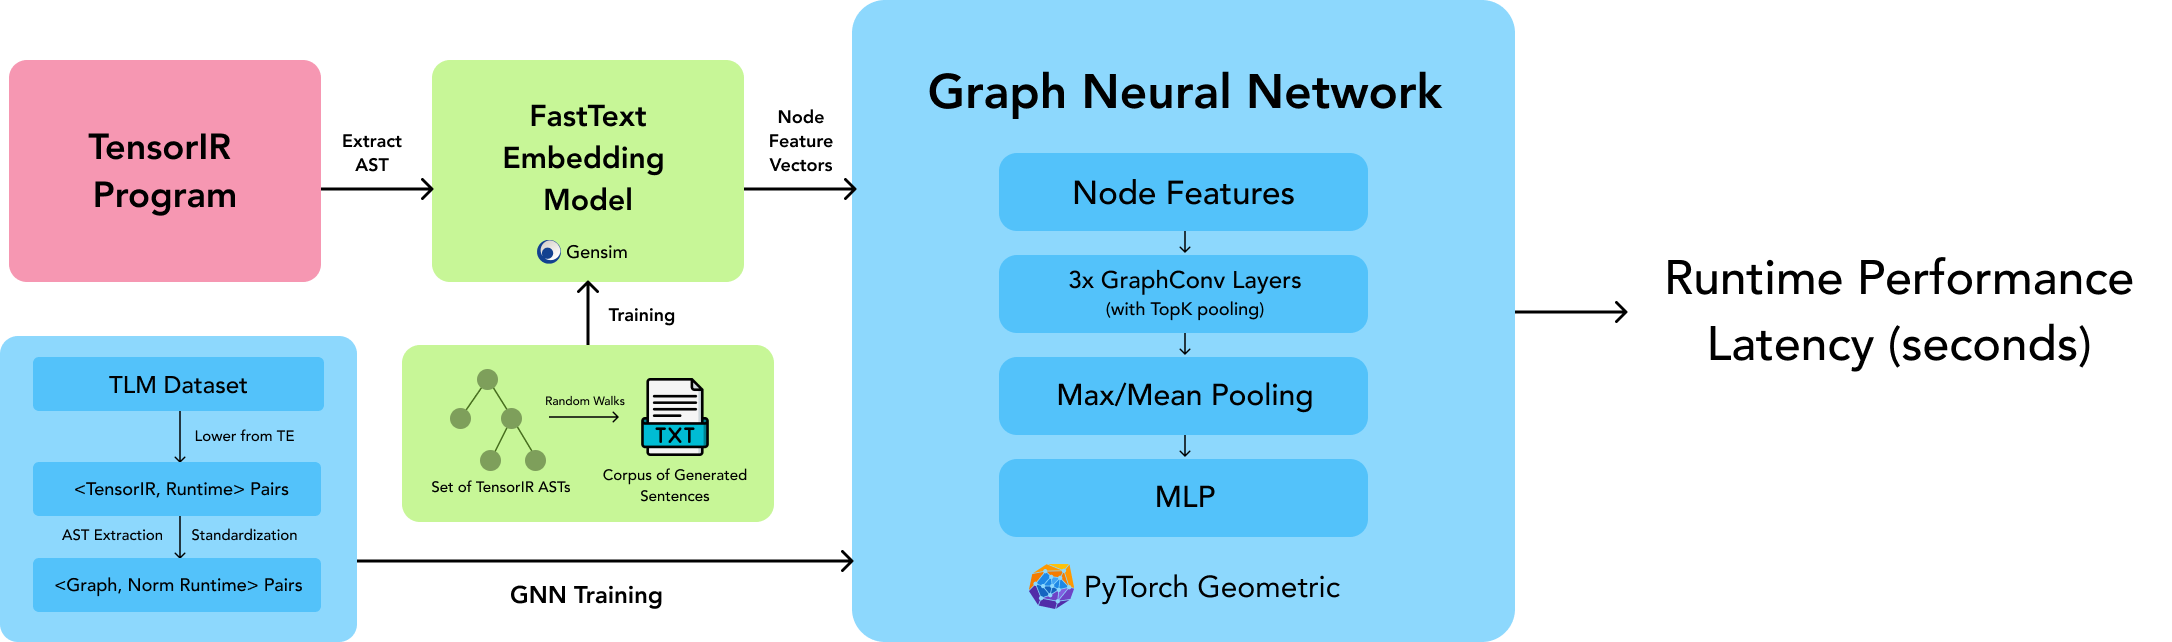 TensorIR
Program
Extract
AST
FastText
Embedding
Model
Gensim
Node
Feature
Vectors
Training
Random Walks
TXT
Set of TensorIR ASTs
Corpus of Generated
Sentences
TLM Dataset
Lower from TE
<TensorIR, Runtime> Pairs
AST Extraction
Standardization
<Graph, Norm Runtime> Pairs
GNN Training
Graph Neural Network
Node Features
3x GraphConv Layers
(with TopK pooling)
Max/Mean Pooling
MLP
PyTorch Geometric
Runtime Performance
Latency (seconds)